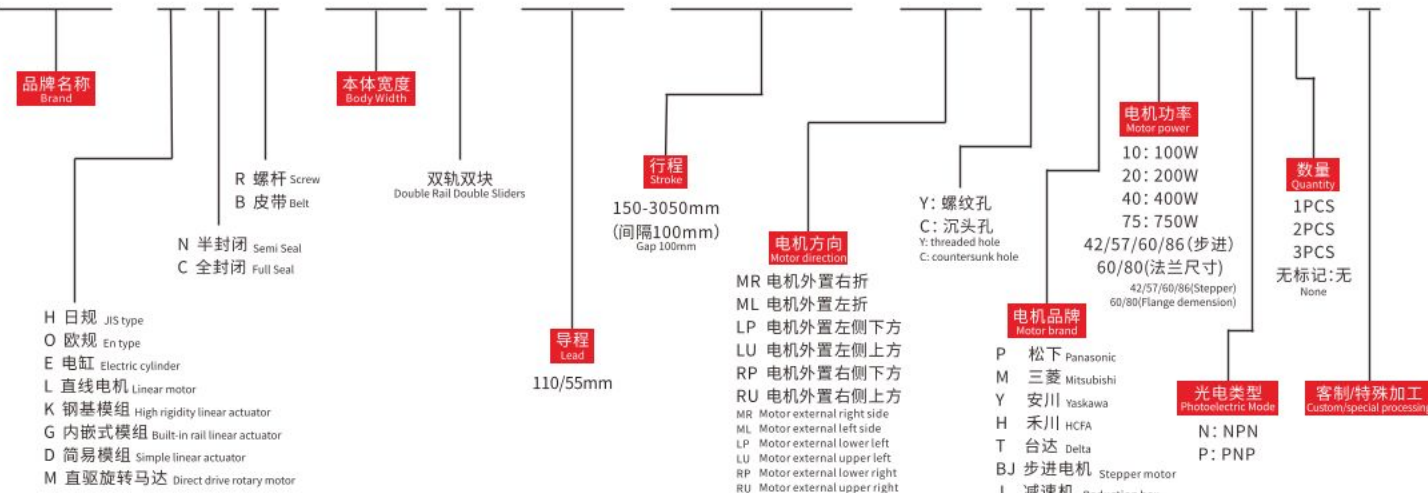 品牌名称
Brand
H 日规 JIS type
O 欧规 En type
E 电缸 Electric cylinder
L 直线电机 Linear motor
K 钢基模组 High rigidity linear actuator
G 内嵌式模组 Built-in rail linear actuator
D 简易模组 Simple linear actuator
M 直驱旋转马达 Direct drive rotary motor
N 半封闭 Semi Seal
C 全封闭 Full Seal
R 螺杆 Screw
B 皮带 Belt
本体宽度
Body Width
双轨双块
Double Rail Double Sliders
导程
Lead
110/55mm
行程
Stroke
150-3050mm
(间隔100mm)
Gap 100mm
电机方向
Motor direction
MR 电机外置右折
ML 电机外置左折
LP 电机外置左侧下方
LU 电机外置左侧上方
RP 电机外置右侧下方
RU 电机外置右侧上方
MR Motor external right side
ML Motor external left side
LP Motor external lower left
LU Motor external upper left
RP Motor external lower right
RU Motor external upper right
Y: 螺纹孔
C: 沉头孔
Y: threaded hole
C: countersunk hole
电机品牌
Motor brand
P 松下 Panasonic
M 三菱 Mitsubishi
Y 安川 Yaskawa
H 禾川 HCFA
T 台达 Delta
BJ 步进电机 Stepper motor
减速机
电机功率
Motor power
10: 100W
20: 200W
40: 400W
75: 750W
42/57/60/86(步进)
60/80(法兰尺寸)
42/57/60/86(Stepper)
60/80(Flange demension)
光电类型
Photoelectric Mode
N: NPN
P: PNP
数量
Quantity
1PCS
2PCS
3PCS
无标记:无
None
客制/特殊加工
Custom/special processing